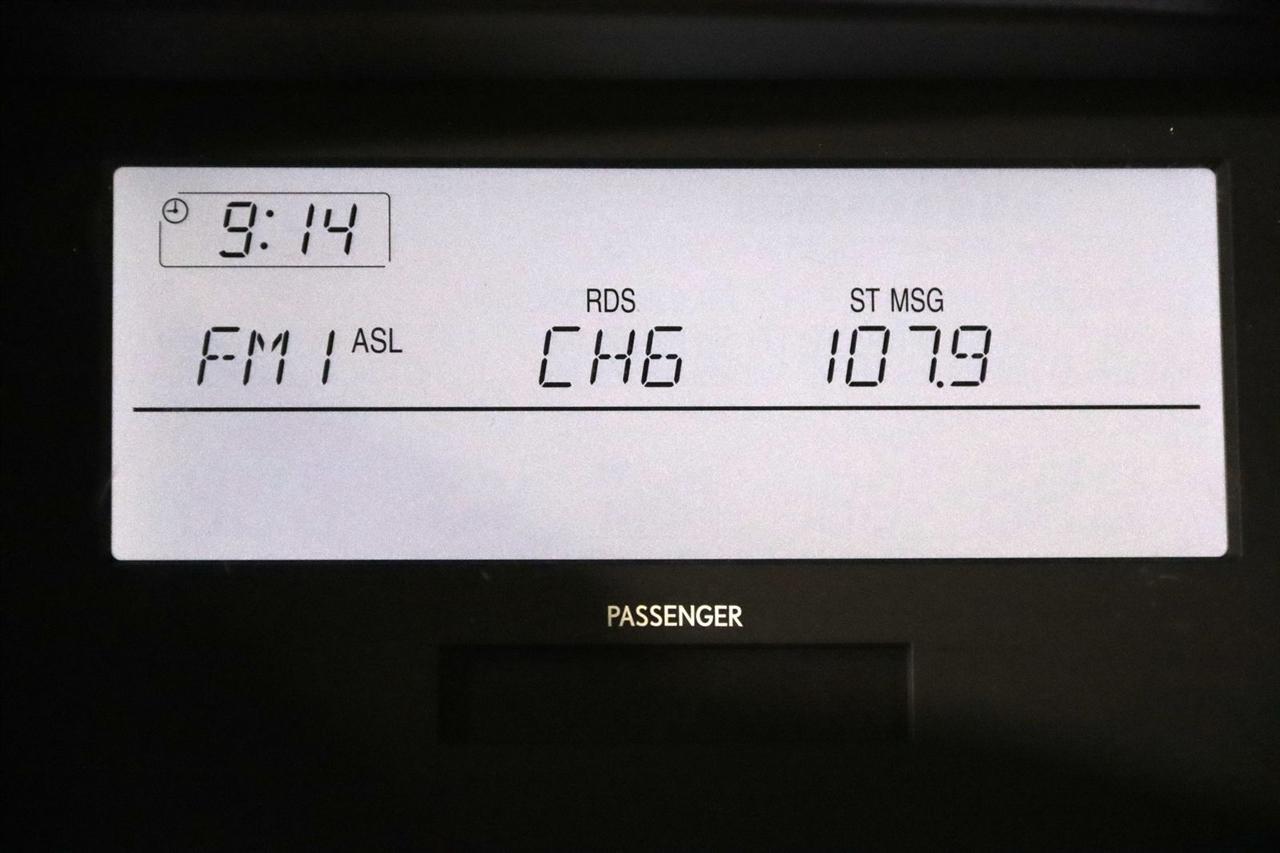 9:14
RDS ST MSG
FM1 ASL CH6 107.9
PASSENGER